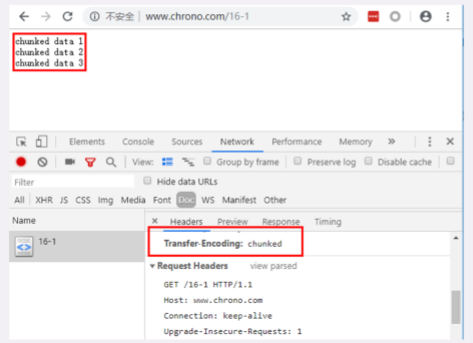 不安全 | www.chrono.com/16-1
chunked data 1
chunked data 2
chunked data 3
Elements Console Sources Network Performance Memory »
View: Group by frame Preserve log Disable cache
Filter Hide data URLs
All XHR JS CSS Img Media Font Doc WS Manifest Other
Name × Headers Preview Response Timing
16-1
Transfer-Encoding: chunked
▼ Request Headers view parsed
GET /16-1 HTTP/1.1
Host: www.chrono.com
Connection: keep-alive
Upgrade-Insecure-Requests: 1